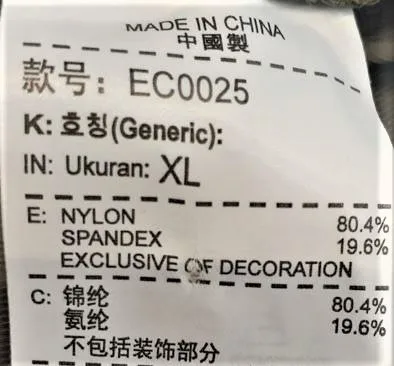 MADE IN CHINA
中國製
款号: EC0025
K: 호칭(Generic):
IN: Ukuran: XL
E: NYLON 80.4%
SPANDEX 19.6%
EXCLUSIVE OF DECORATION
C: 锦纶 80.4%
氨纶 19.6%
不包括装饰部分